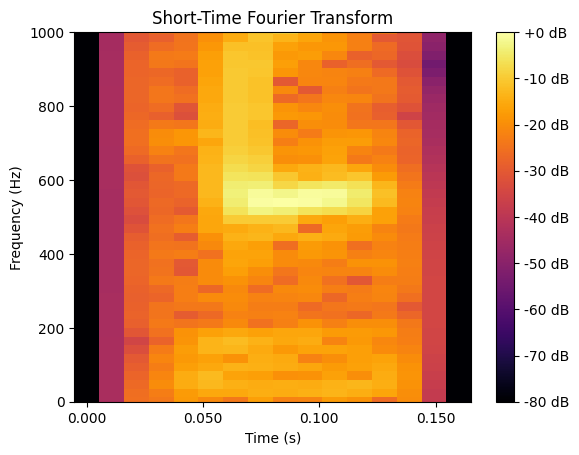 Short-Time Fourier Transform
1000
800
600
400
200
0
Frequency (Hz)
0.000
0.050
0.100
0.150
Time (s)
+0 dB
-10 dB
-20 dB
-30 dB
-40 dB
-50 dB
-60 dB
-70 dB
-80 dB